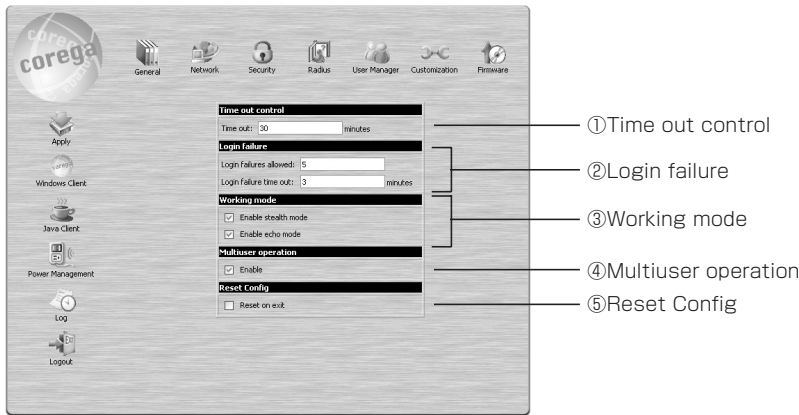 corega
General
Network
Security
Radius
User Manager
Customization
Firmware
Apply
Windows Client
Java Client
Power Management
Log
Logout
Time out control
Time out: 30 minutes
Login failure
Login failures allowed: 5
Login failure time out: 3 minutes
Working mode
Enable stealth mode
Enable echo mode
Multiuser operation
Enable
Reset Config
Reset on exit
①Time out control
②Login failure
③Working mode
④Multiuser operation
⑤Reset Config